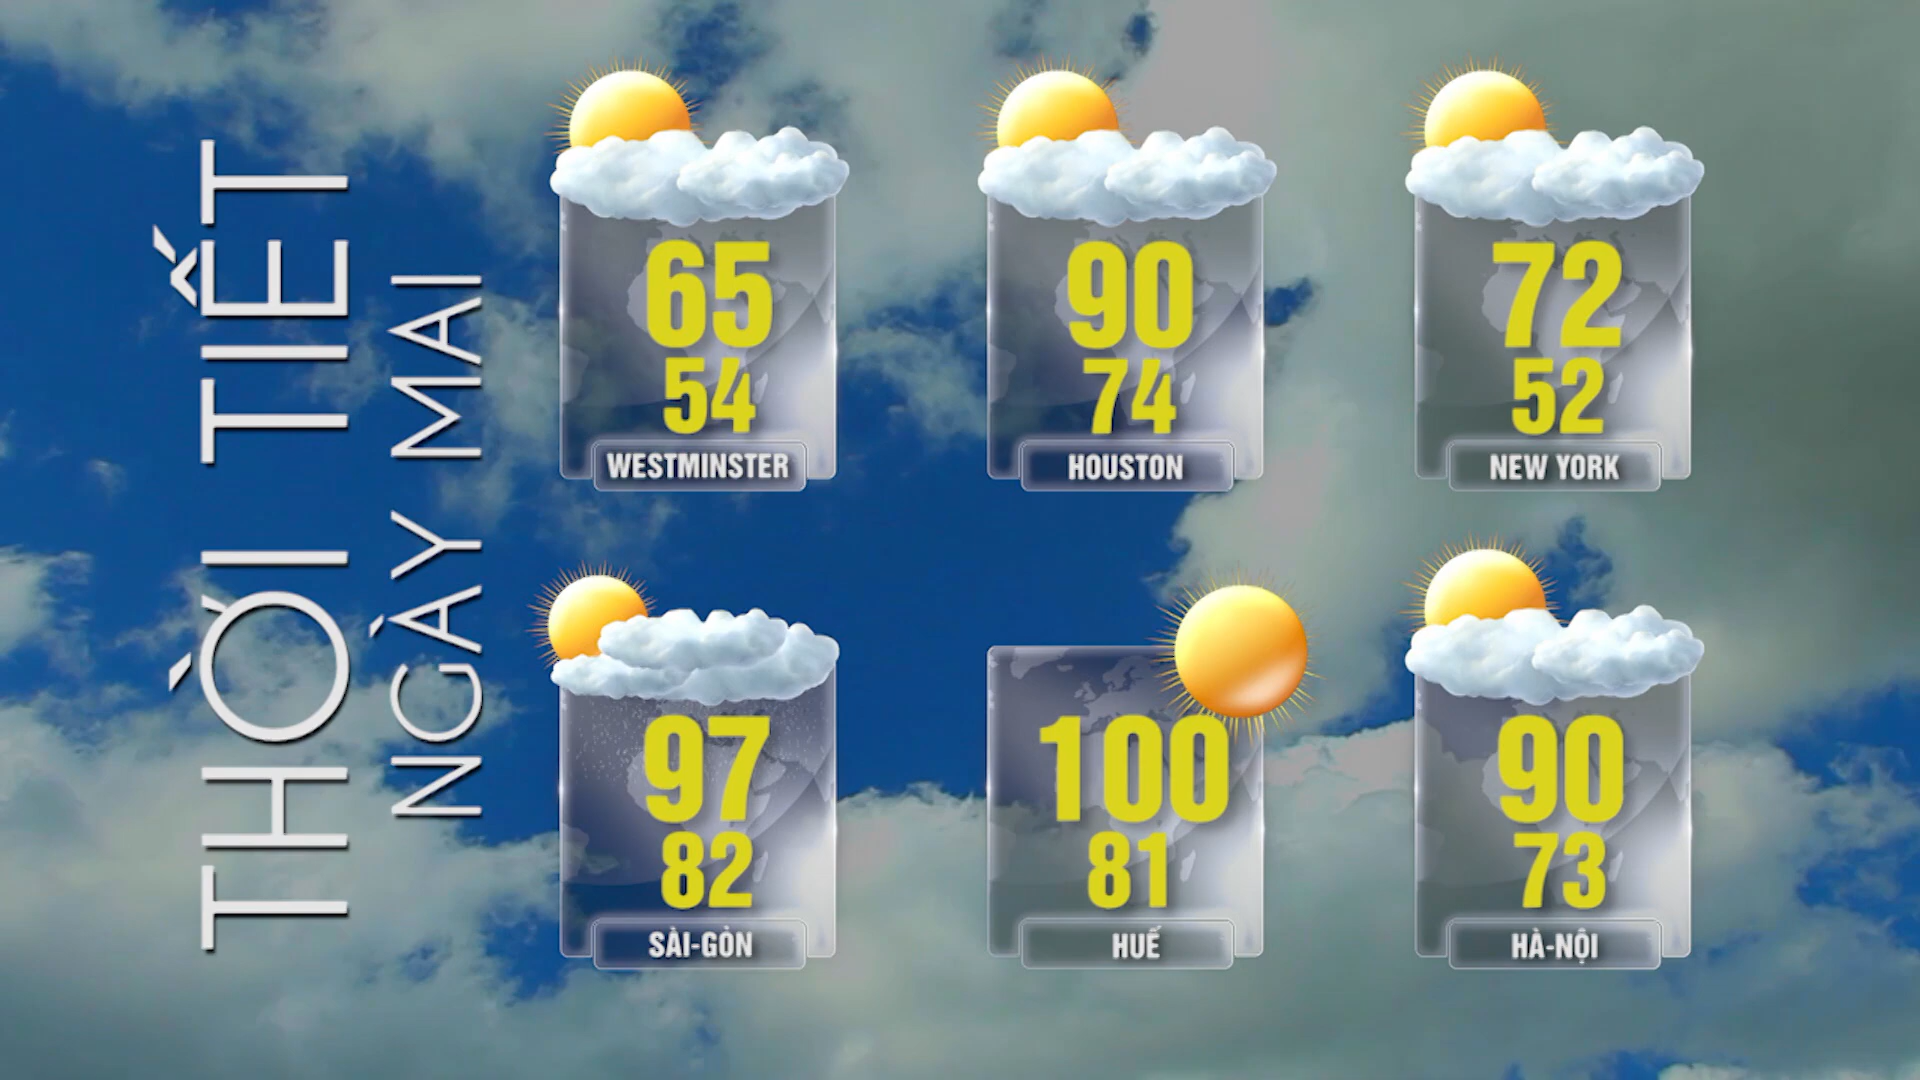 THỜI TIẾT
NGÀY MAI
65
54
WESTMINSTER
90
74
HOUSTON
72
52
NEW YORK
97
82
SÀI-GÒN
100
81
HUẾ
90
73
HÀ-NỘI